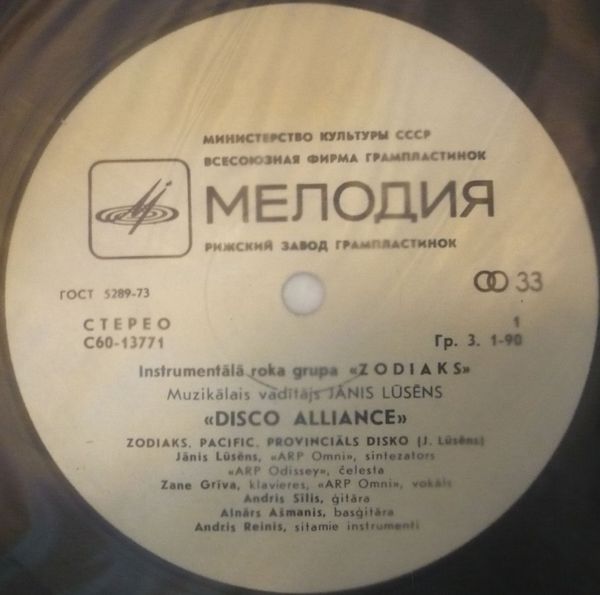 МИНИСТЕРСТВО КУЛЬТУРЫ СССР
ВСЕСОЮЗНАЯ ФИРМА ГРАМПЛАСТИНОК
МЕЛОДИЯ
РИЖСКИЙ ЗАВОД ГРАМПЛАСТИНОК
ГОСТ 5289-73
33
СТЕРЕО 1
С60-13771 Гр. 3. 1-90
Instrumentālā roka grupa «ZODIAKS»
Muzikālais vadītājs JĀNIS LŪSĒNS
«DISCO ALLIANCE»
ZODIAKS, PACIFIC, PROVINCIĀLS DISKO (J. Lūsēns)
Jānis Lūsēns, «ARP Omni», sintezators
«ARP Odissey», čelesta
Zane Grīva, klavieres, «ARP Omni», vokāls
Andris Sīlis, ģitāra
Ainārs Ašmanis, basģitāra
Andris Reinis, sitamie instrumenti